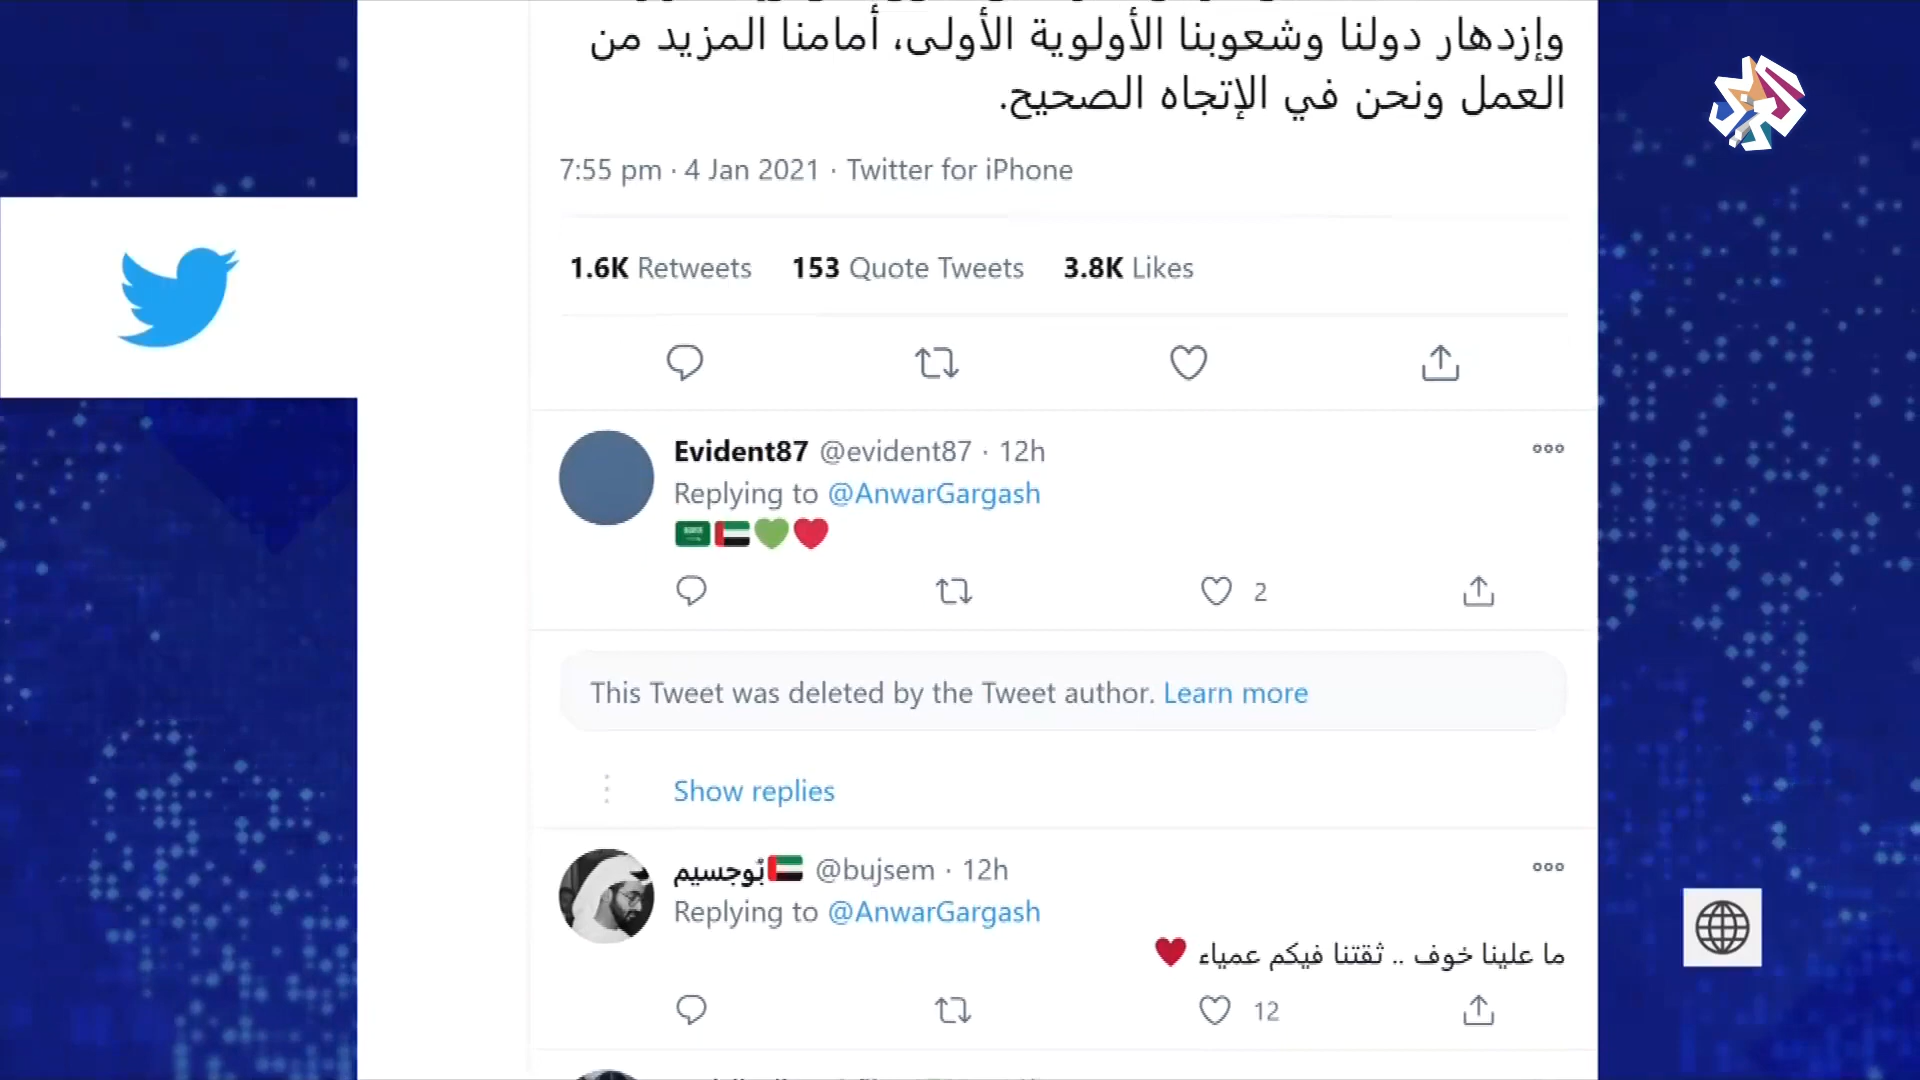 وإزدهار دولنا وشعوبنا الأولوية الأولى، أمامنا المزيد من
العمل ونحن في الإتجاه الصحيح.
7:55 pm · 4 Jan 2021 · Twitter for iPhone
1.6K Retweets 153 Quote Tweets 3.8K Likes
Evident87 @evident87 · 12h
Replying to @AnwarGargash
🇸🇦🇦🇪💚❤️
2
This Tweet was deleted by the Tweet author. Learn more
Show replies
بُوجسيم🇦🇪 @bujsem · 12h
Replying to @AnwarGargash
ما علينا خوف .. ثقتنا فيكم عمياء ♥️
12